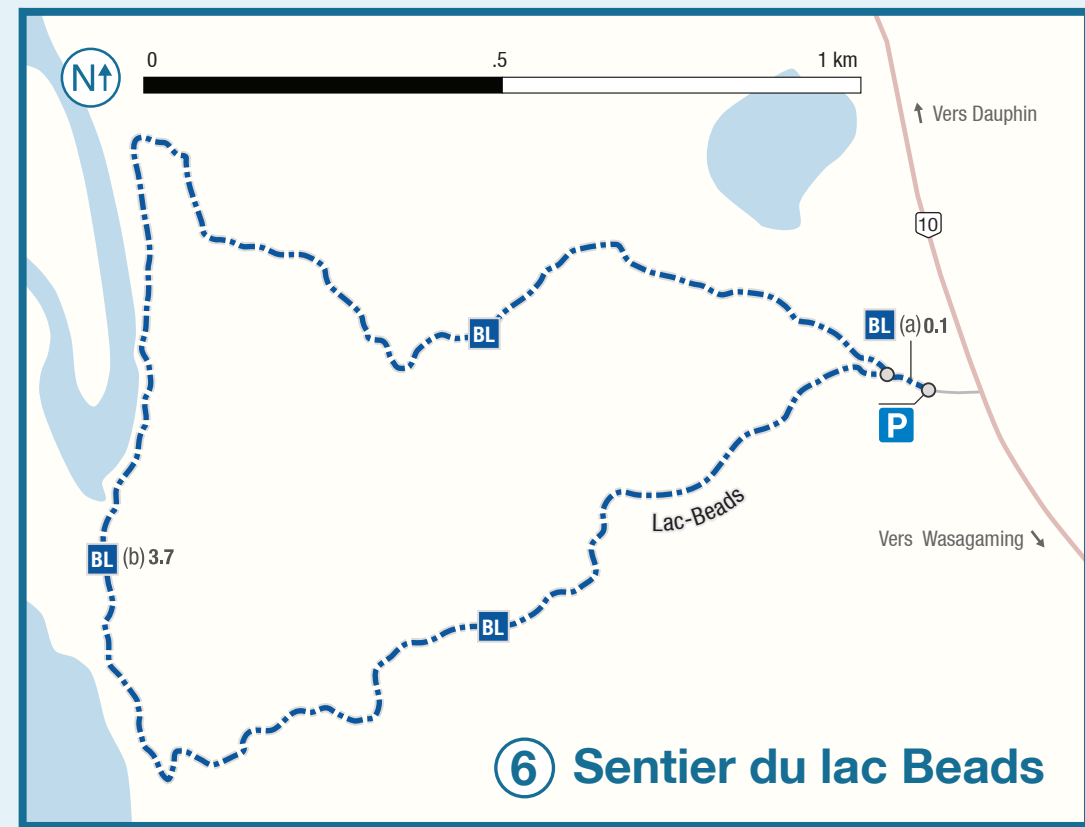 N
0 .5 1 km
Vers Dauphin
10
BL (a) 0.1
BL
P
Lac-Beads
Vers Wasagaming
BL (b) 3.7
BL
6 Sentier du lac Beads